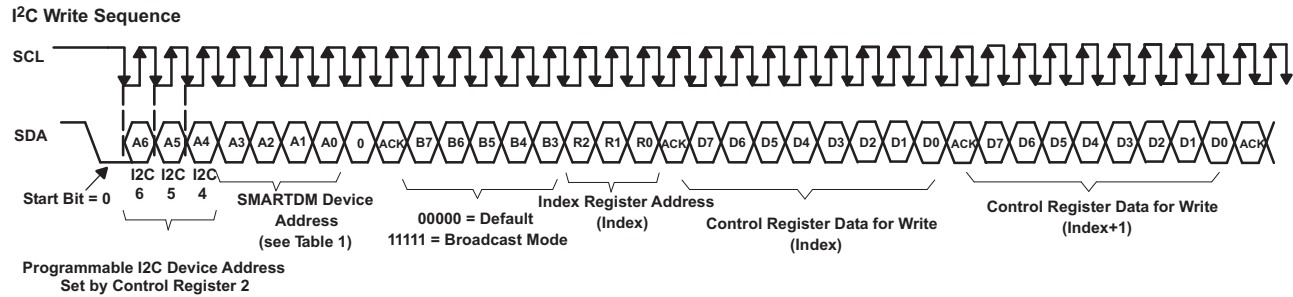 I2C Write Sequence
SCL
SDA
A6 A5 A4 A3 A2 A1 A0 0 ACK B7 B6 B5 B4 B3 R2 R1 R0 ACK D7 D6 D5 D4 D3 D2 D1 D0 ACK D7 D6 D5 D4 D3 D2 D1 D0 ACK
Start Bit = 0
I2C 6
I2C 5
I2C 4
SMARTDM Device
Address
(see Table 1)
00000 = Default
11111 = Broadcast Mode
Index Register Address
(Index)
Control Register Data for Write
(Index)
Control Register Data for Write
(Index+1)
Programmable I2C Device Address
Set by Control Register 2